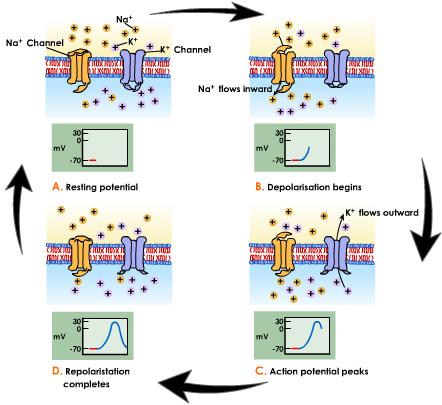 Na+
K+
Na+ Channel
K+ Channel
Na+ flows inward
30
0
mV
-70
30
0
mV
-70
A. Resting potential
B. Depolarisation begins
K+ flows outward
30
0
mV
-70
30
0
mV
-70
D. Repolaristation
completes
C. Action potential peaks